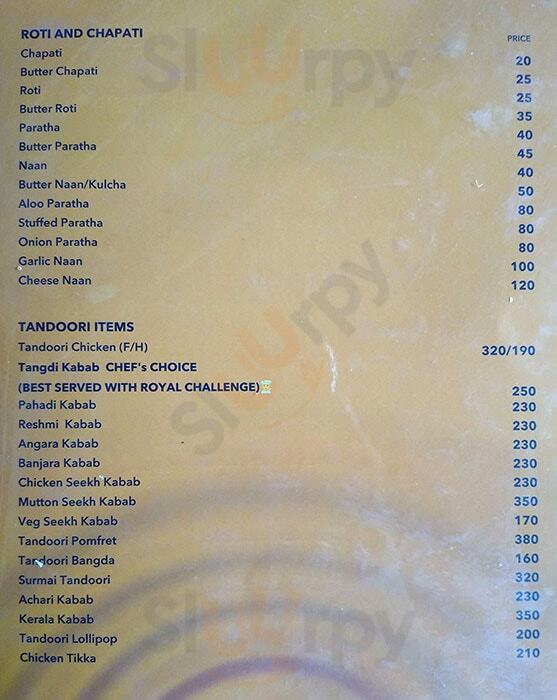 ROTI AND CHAPATI PRICE
Chapati 20
Butter Chapati 25
Roti 25
Butter Roti 35
Paratha 40
Butter Paratha 45
Naan 40
Butter Naan/Kulcha 50
Aloo Paratha 80
Stuffed Paratha 80
Onion Paratha 80
Garlic Naan 100
Cheese Naan 120
TANDOORI ITEMS
Tandoori Chicken (F/H) 320/190
Tangdi Kabab CHEF's CHOICE
(BEST SERVED WITH ROYAL CHALLENGE) 250
Pahadi Kabab 230
Reshmi Kabab 230
Angara Kabab 230
Banjara Kabab 230
Chicken Seekh Kabab 230
Mutton Seekh Kabab 350
Veg Seekh Kabab 170
Tandoori Pomfret 380
Tandoori Bangda 160
Surmai Tandoori 320
Achari Kabab 230
Kerala Kabab 350
Tandoori Lollipop 200
Chicken Tikka 210
Sluurpy
Sluurpy
Sluurpy